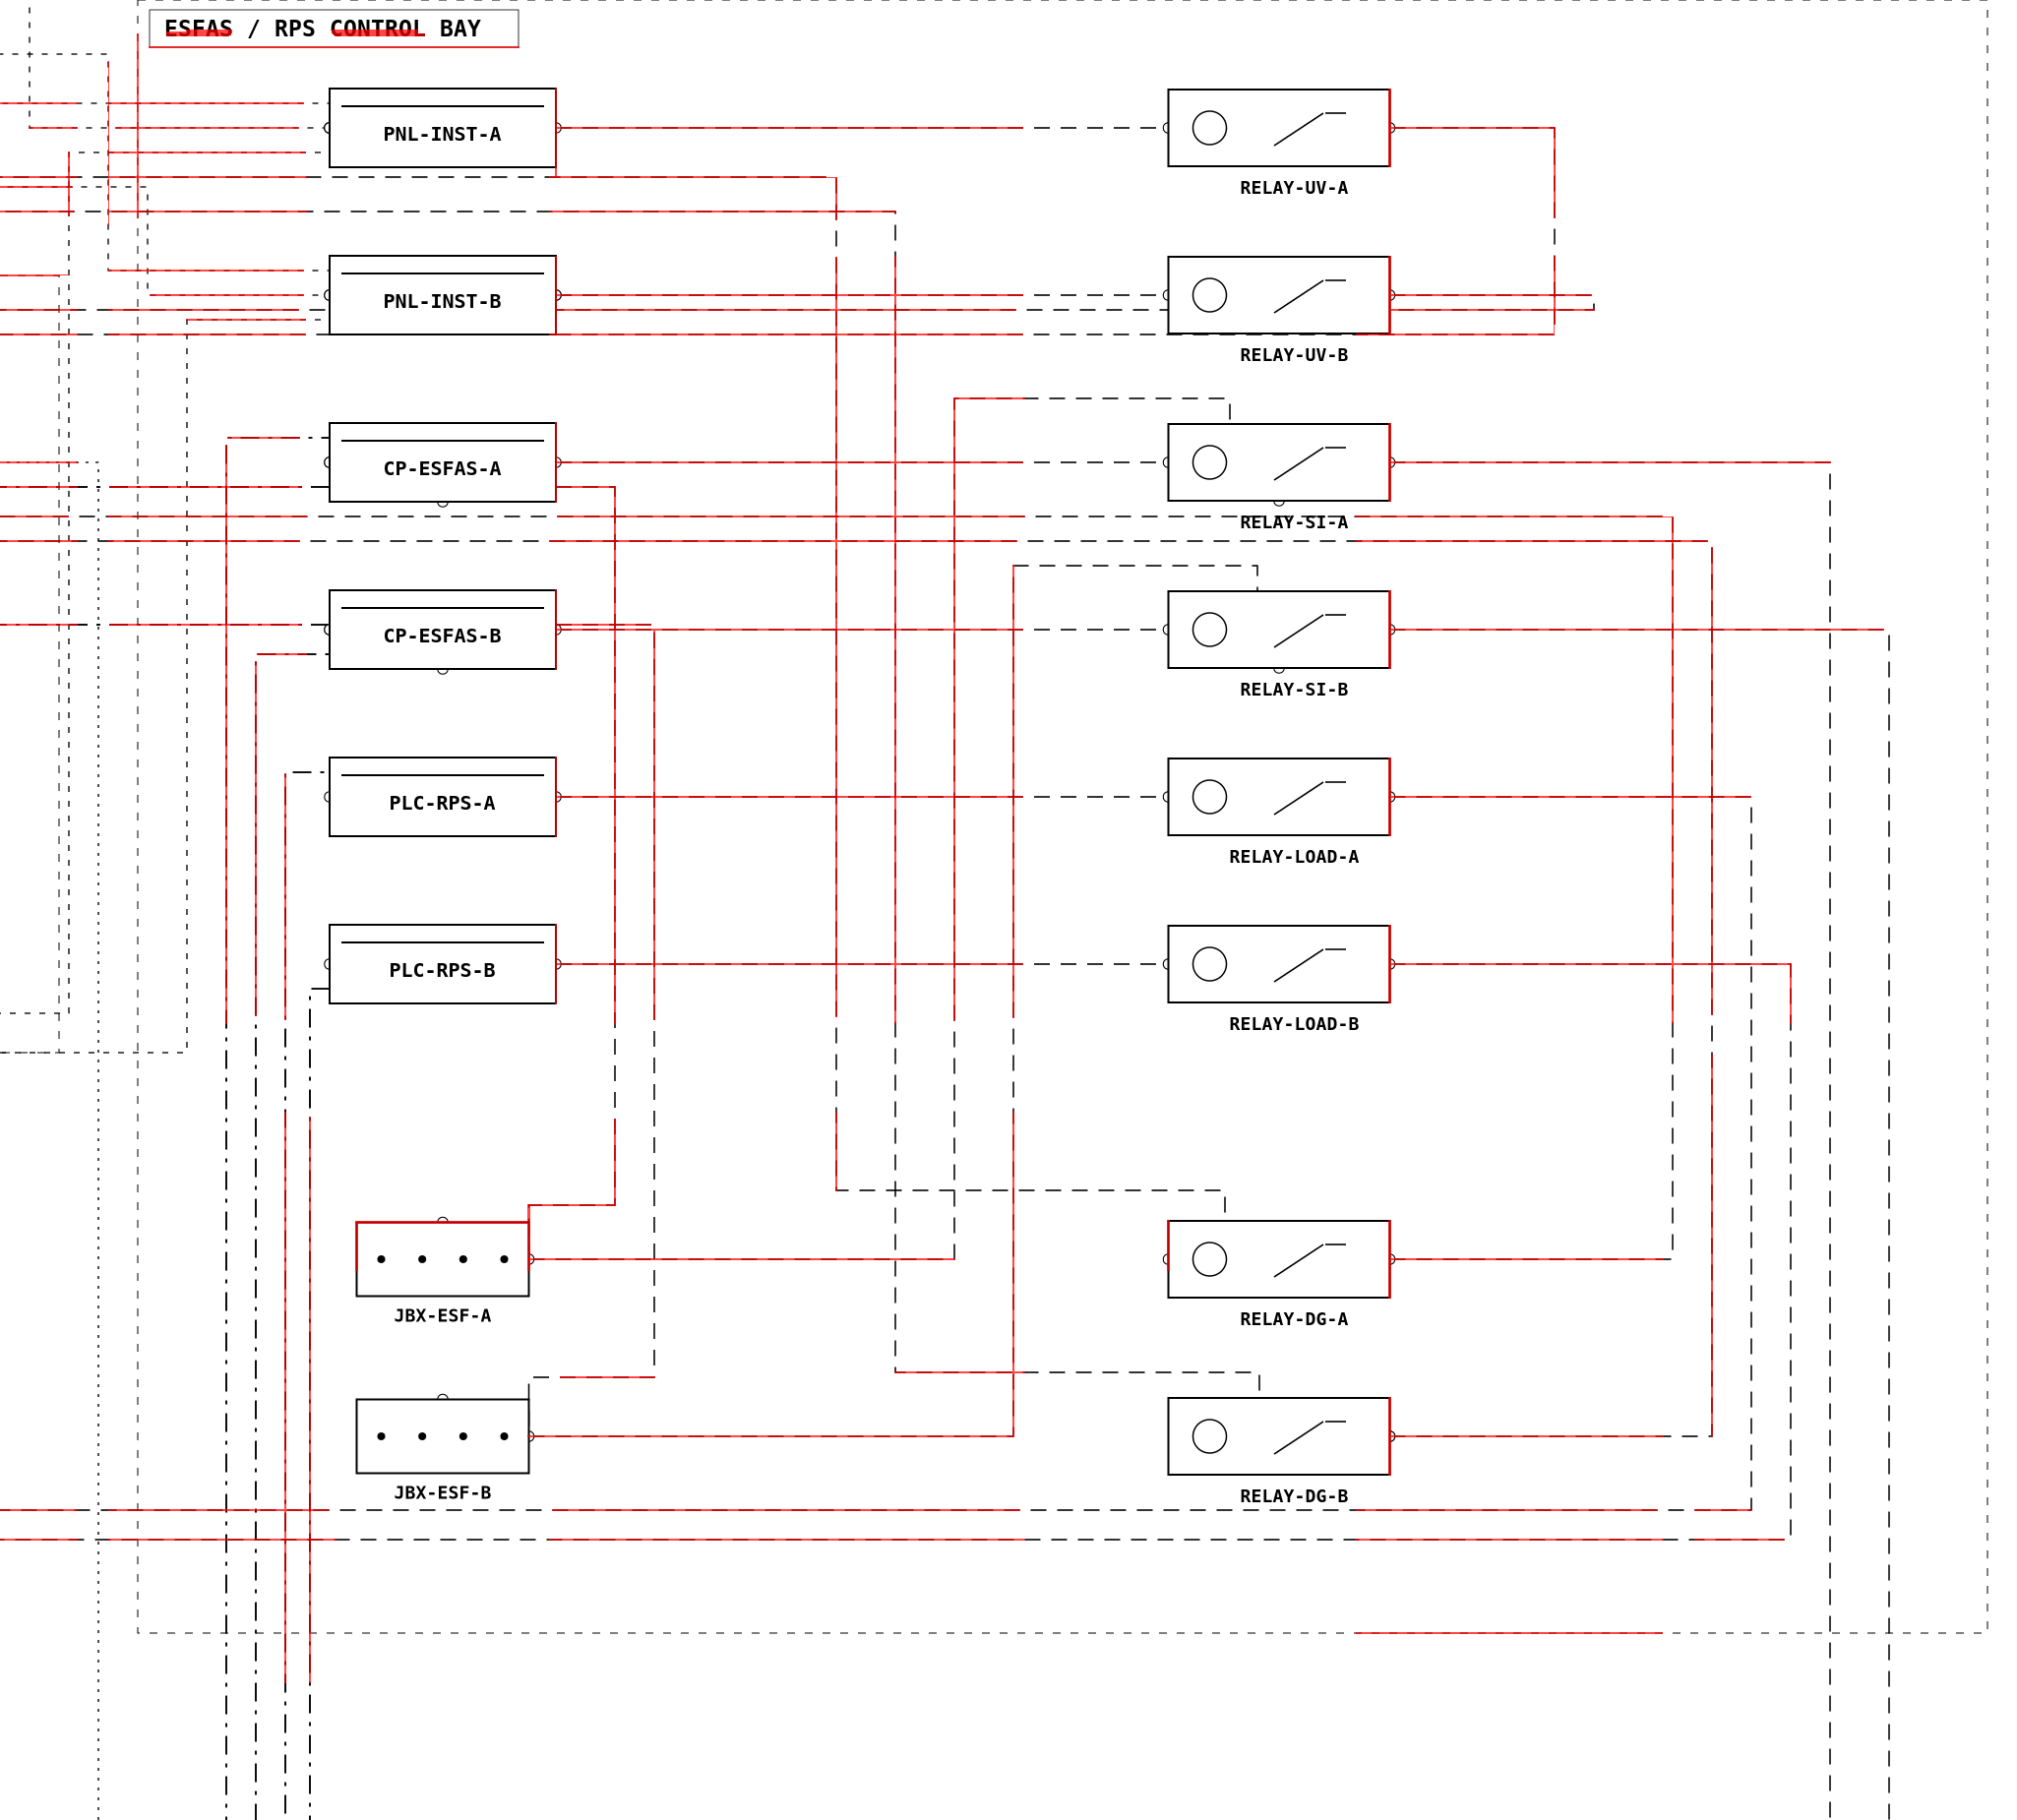 ESFAS / RPS CONTROL BAY
PNL-INST-A
RELAY-UV-A
PNL-INST-B
RELAY-UV-B
CP-ESFAS-A
RELAY-SI-A
CP-ESFAS-B
RELAY-SI-B
PLC-RPS-A
RELAY-LOAD-A
PLC-RPS-B
RELAY-LOAD-B
JBX-ESF-A
RELAY-DG-A
JBX-ESF-B
RELAY-DG-B